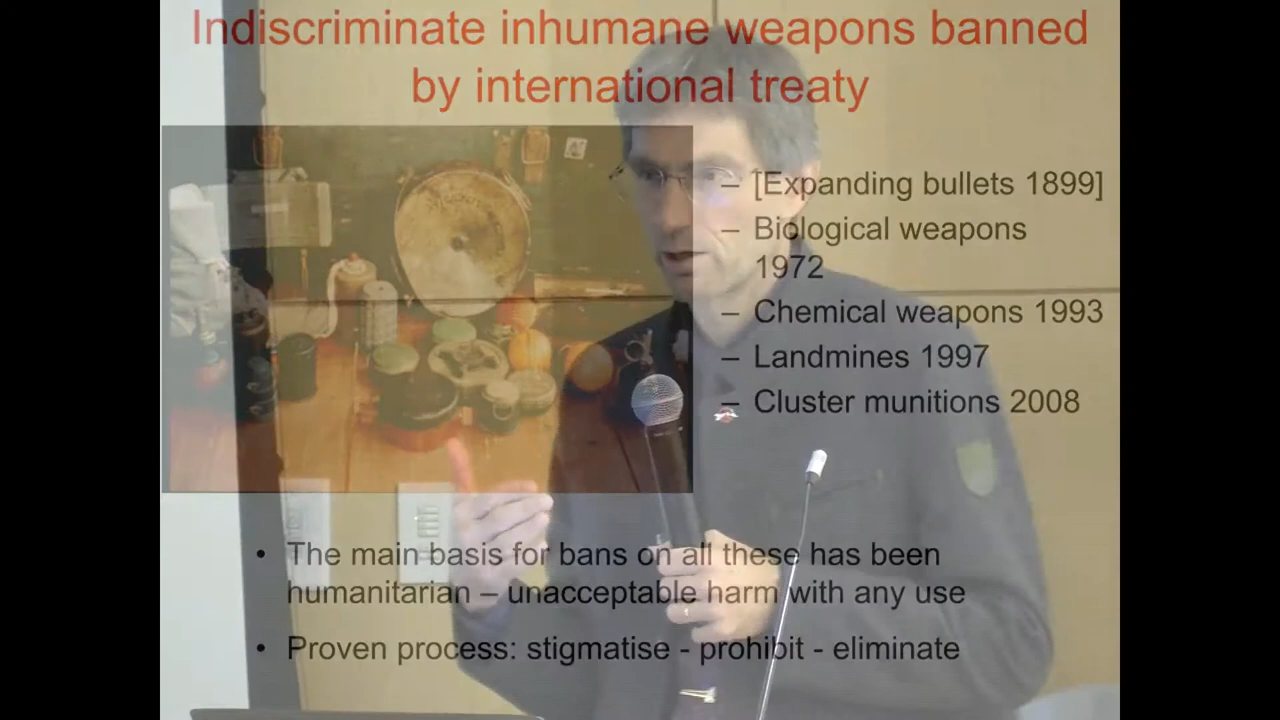 Indiscriminate inhumane weapons banned
by international treaty
– [Expanding bullets 1899]
– Biological weapons
1972
– Chemical weapons 1993
– Landmines 1997
– Cluster munitions 2008
• The main basis for bans on all these has been
humanitarian – unacceptable harm with any use
• Proven process: stigmatise - prohibit - eliminate